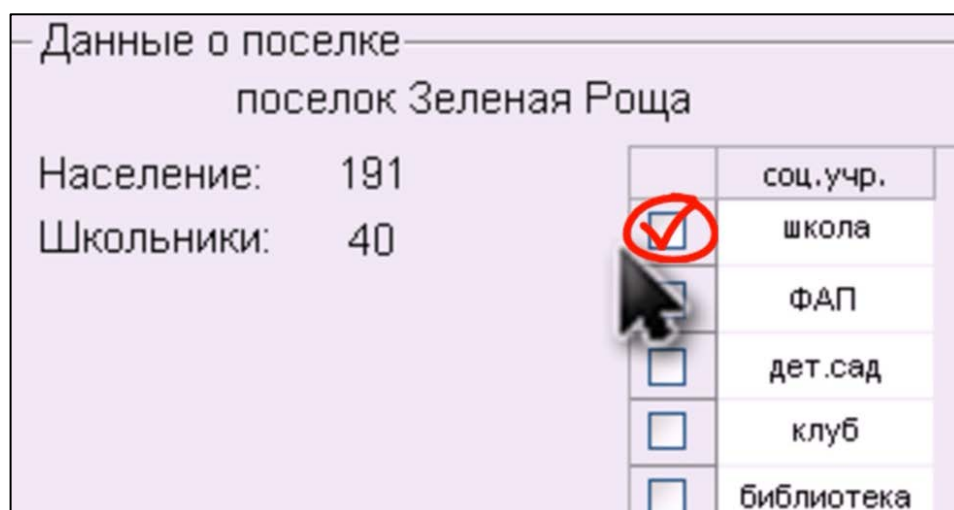 Данные о поселке
поселок Зеленая Роща
Население: 191
Школьники: 40
соц.учр.
школа
ФАП
дет.сад
клуб
библиотека